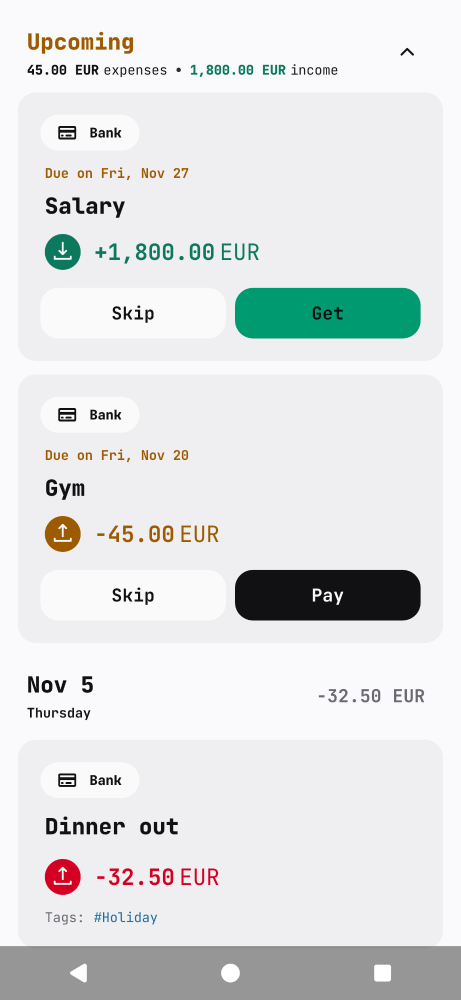 Upcoming
45.00 EUR expenses • 1,800.00 EUR income
Bank
Due on Fri, Nov 27
Salary
+1,800.00 EUR
Skip Get
Bank
Due on Fri, Nov 20
Gym
-45.00 EUR
Skip Pay
Nov 5 -32.50 EUR
Thursday
Bank
Dinner out
-32.50 EUR
Tags: #Holiday